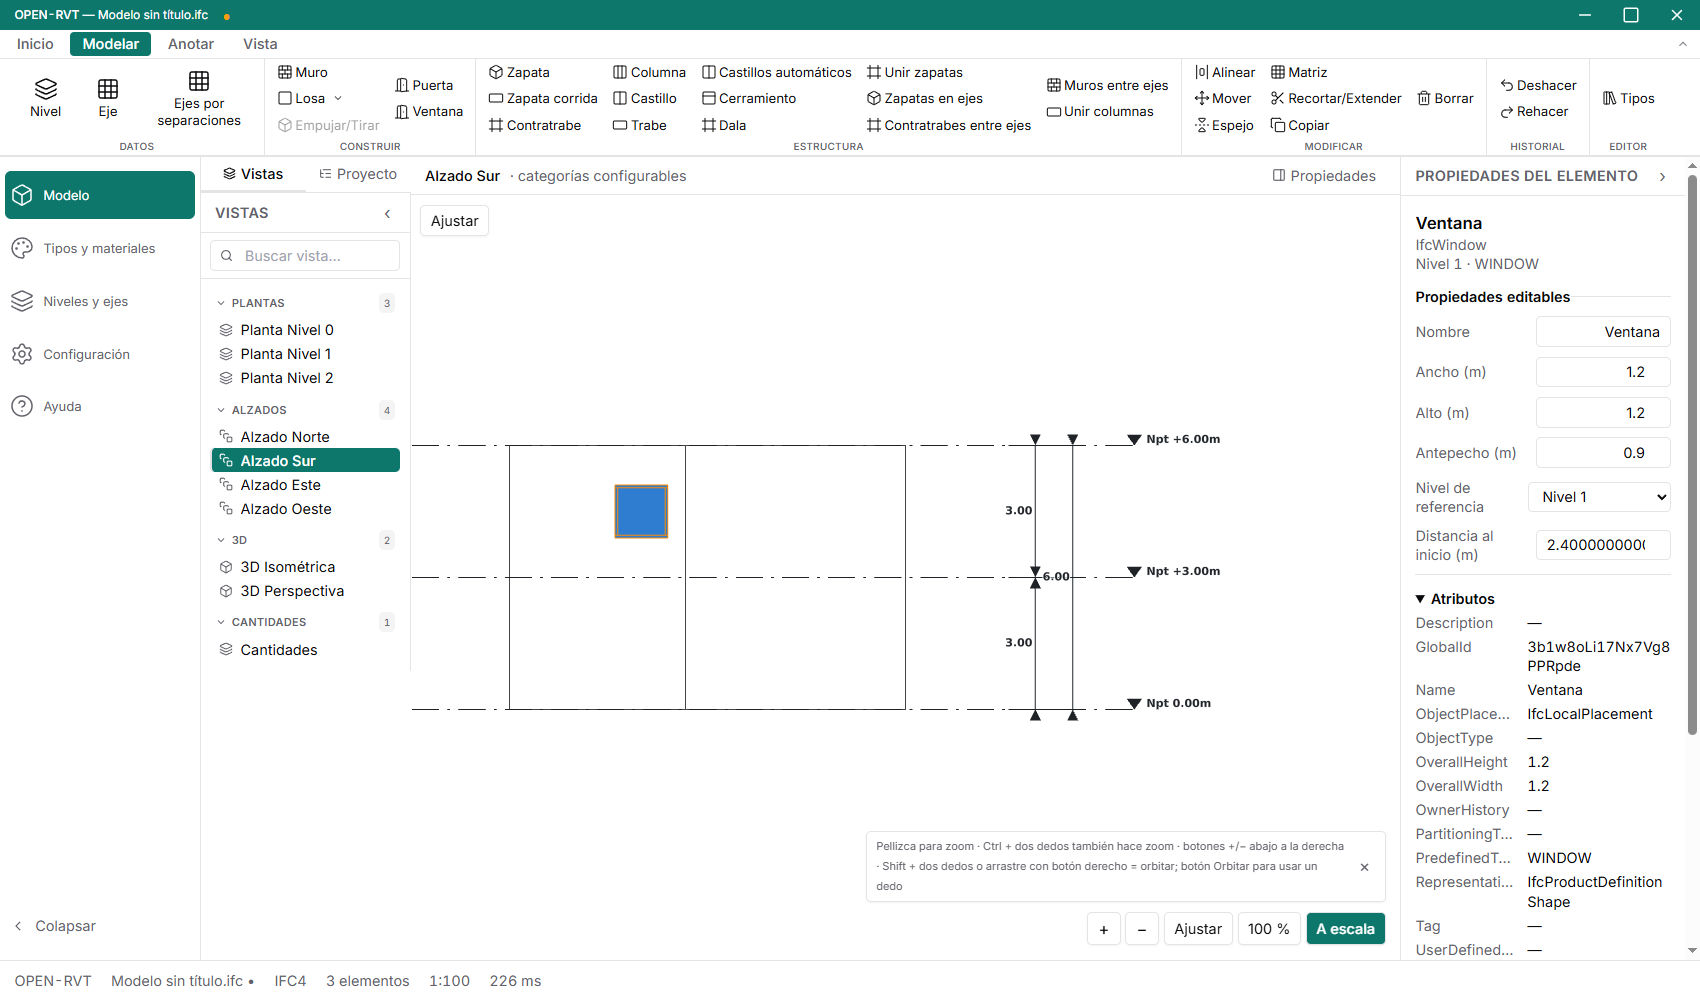 OPEN-RVT — Modelo sin título.ifc
Inicio
Modelar
Anotar
Vista
Nivel
Eje
Ejes por separaciones
DATOS
Muro
Losa
Empujar/Tirar
Puerta
Ventana
CONSTRUIR
Zapata
Zapata corrida
Contratrabe
Columna
Castillo
Trabe
Castillos automáticos
Cerramiento
Dala
Unir zapatas
Zapatas en ejes
Contratrabes entre ejes
Muros entre ejes
Unir columnas
ESTRUCTURA
Alinear
Mover
Espejo
Matriz
Recortar/Extender
Copiar
Borrar
MODIFICAR
Deshacer
Rehacer
HISTORIAL
Tipos
EDITOR
Modelo
Tipos y materiales
Niveles y ejes
Configuración
Ayuda
Colapsar
Vistas
Proyecto
VISTAS
Buscar vista...
PLANTAS 3
Planta Nivel 0
Planta Nivel 1
Planta Nivel 2
ALZADOS 4
Alzado Norte
Alzado Sur
Alzado Este
Alzado Oeste
3D 2
3D Isométrica
3D Perspectiva
CANTIDADES 1
Cantidades
Alzado Sur · categorías configurables
Propiedades
Ajustar
Npt +6.00m
3.00
Npt +3.00m
6.00
3.00
Npt 0.00m
Pellizca para zoom · Ctrl + dos dedos también hace zoom · botones +/− abajo a la derecha
· Shift + dos dedos o arrastre con botón derecho = orbitar; botón Orbitar para usar un
dedo
+
−
Ajustar
100 %
A escala
PROPIEDADES DEL ELEMENTO
Ventana
IfcWindow
Nivel 1 · WINDOW
Propiedades editables
Nombre Ventana
Ancho (m) 1.2
Alto (m) 1.2
Antepecho (m) 0.9
Nivel de
referencia
Nivel 1
Distancia al
inicio (m)
2.4000000000
Atributos
Description —
GlobalId 3b1w8oLi17Nx7Vg8
PPRpde
Name Ventana
ObjectPlace... IfcLocalPlacement
ObjectType —
OverallHeight 1.2
OverallWidth 1.2
OwnerHistory —
PartitioningT... —
PredefinedT... WINDOW
Representati... IfcProductDefinition
Shape
Tag —
UserDefined... —
OPEN-RVT
Modelo sin título.ifc •
IFC4
3 elementos
1:100
226 ms